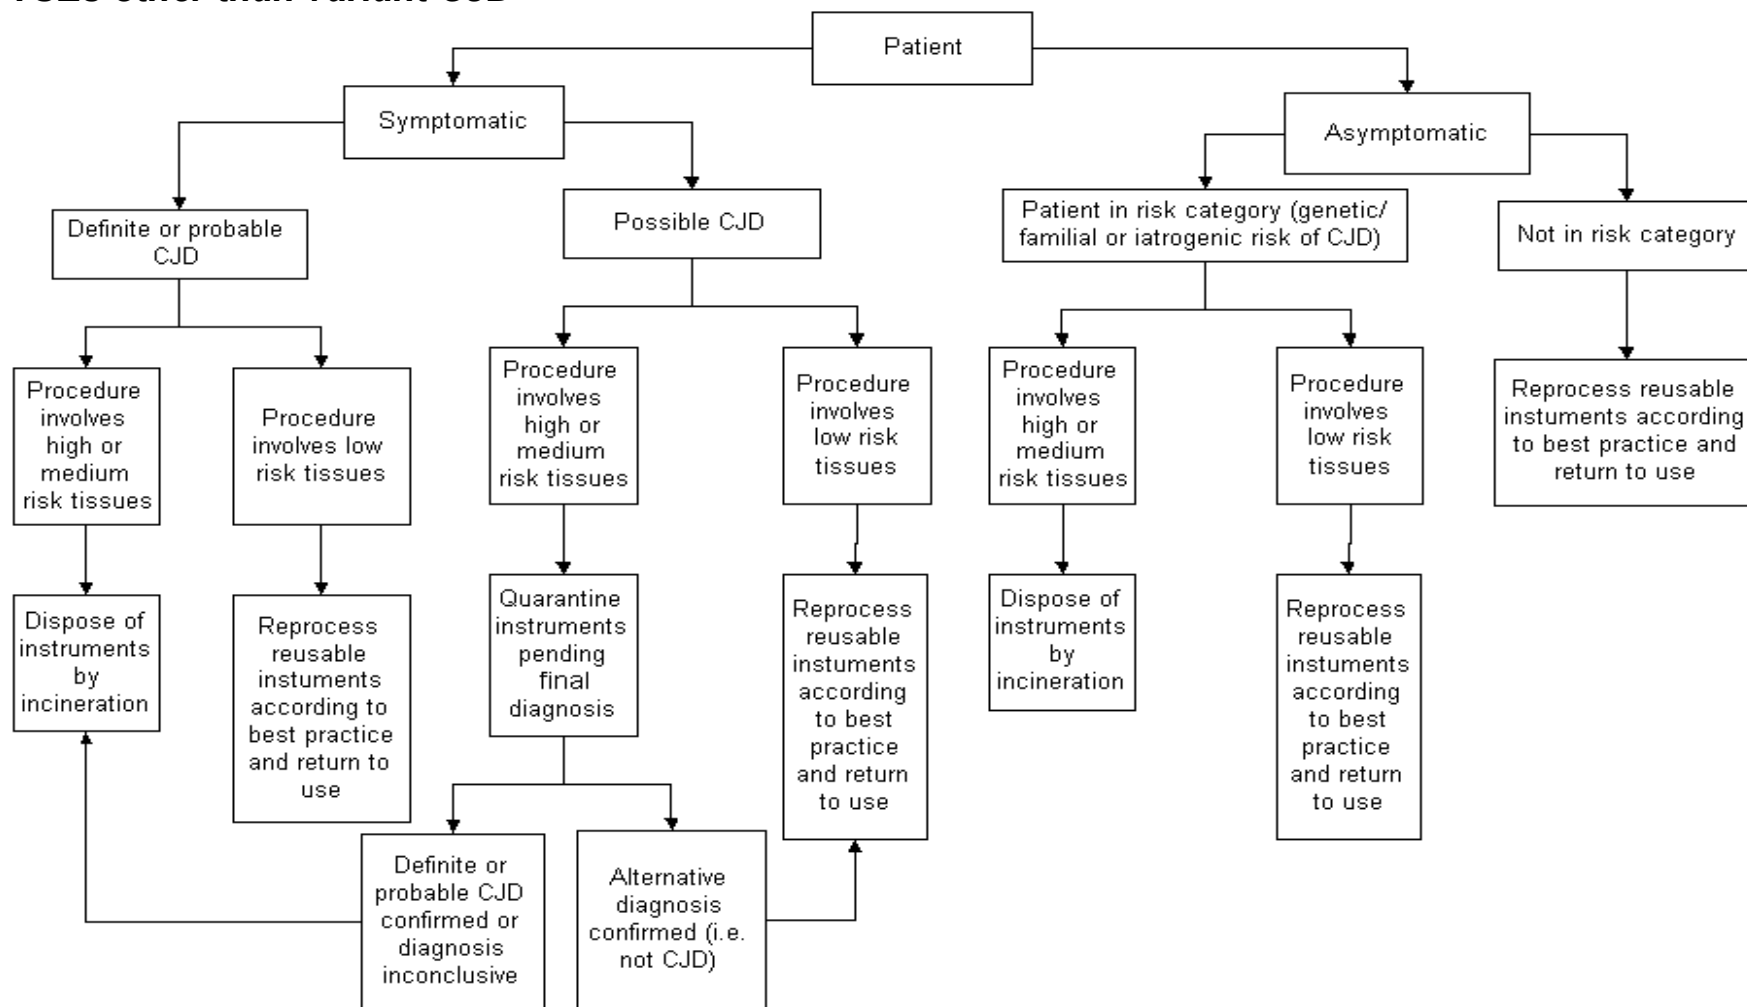 TSEs other than variant CJD
Patient
Symptomatic
Asymptomatic
Definite or probable
CJD
Possible CJD
Patient in risk category (genetic/
familial or iatrogenic risk of CJD)
Not in risk category
Procedure
involves
high or
medium
risk tissues
Procedure
involves low
risk tissues
Procedure
involves
high or
medium
risk tissues
Procedure
involves
low risk
tissues
Procedure
involves
high or
medium
risk tissues
Procedure
involves
low risk
tissues
Reprocess reusable
instuments according
to best practice and
return to use
Dispose of
instruments
by
incineration
Reprocess
reusable
instuments
according to
best practice
and return to
use
Quarantine
instruments
pending
final
diagnosis
Reprocess
reusable
instuments
according
to best
practice
and return
to use
Dispose of
instruments
by
incineration
Reprocess
reusable
instuments
according
to best
practice
and return
to use
Definite or
probable CJD
confirmed or
diagnosis
inconclusive
Alternative
diagnosis
confirmed (i.e.
not CJD)